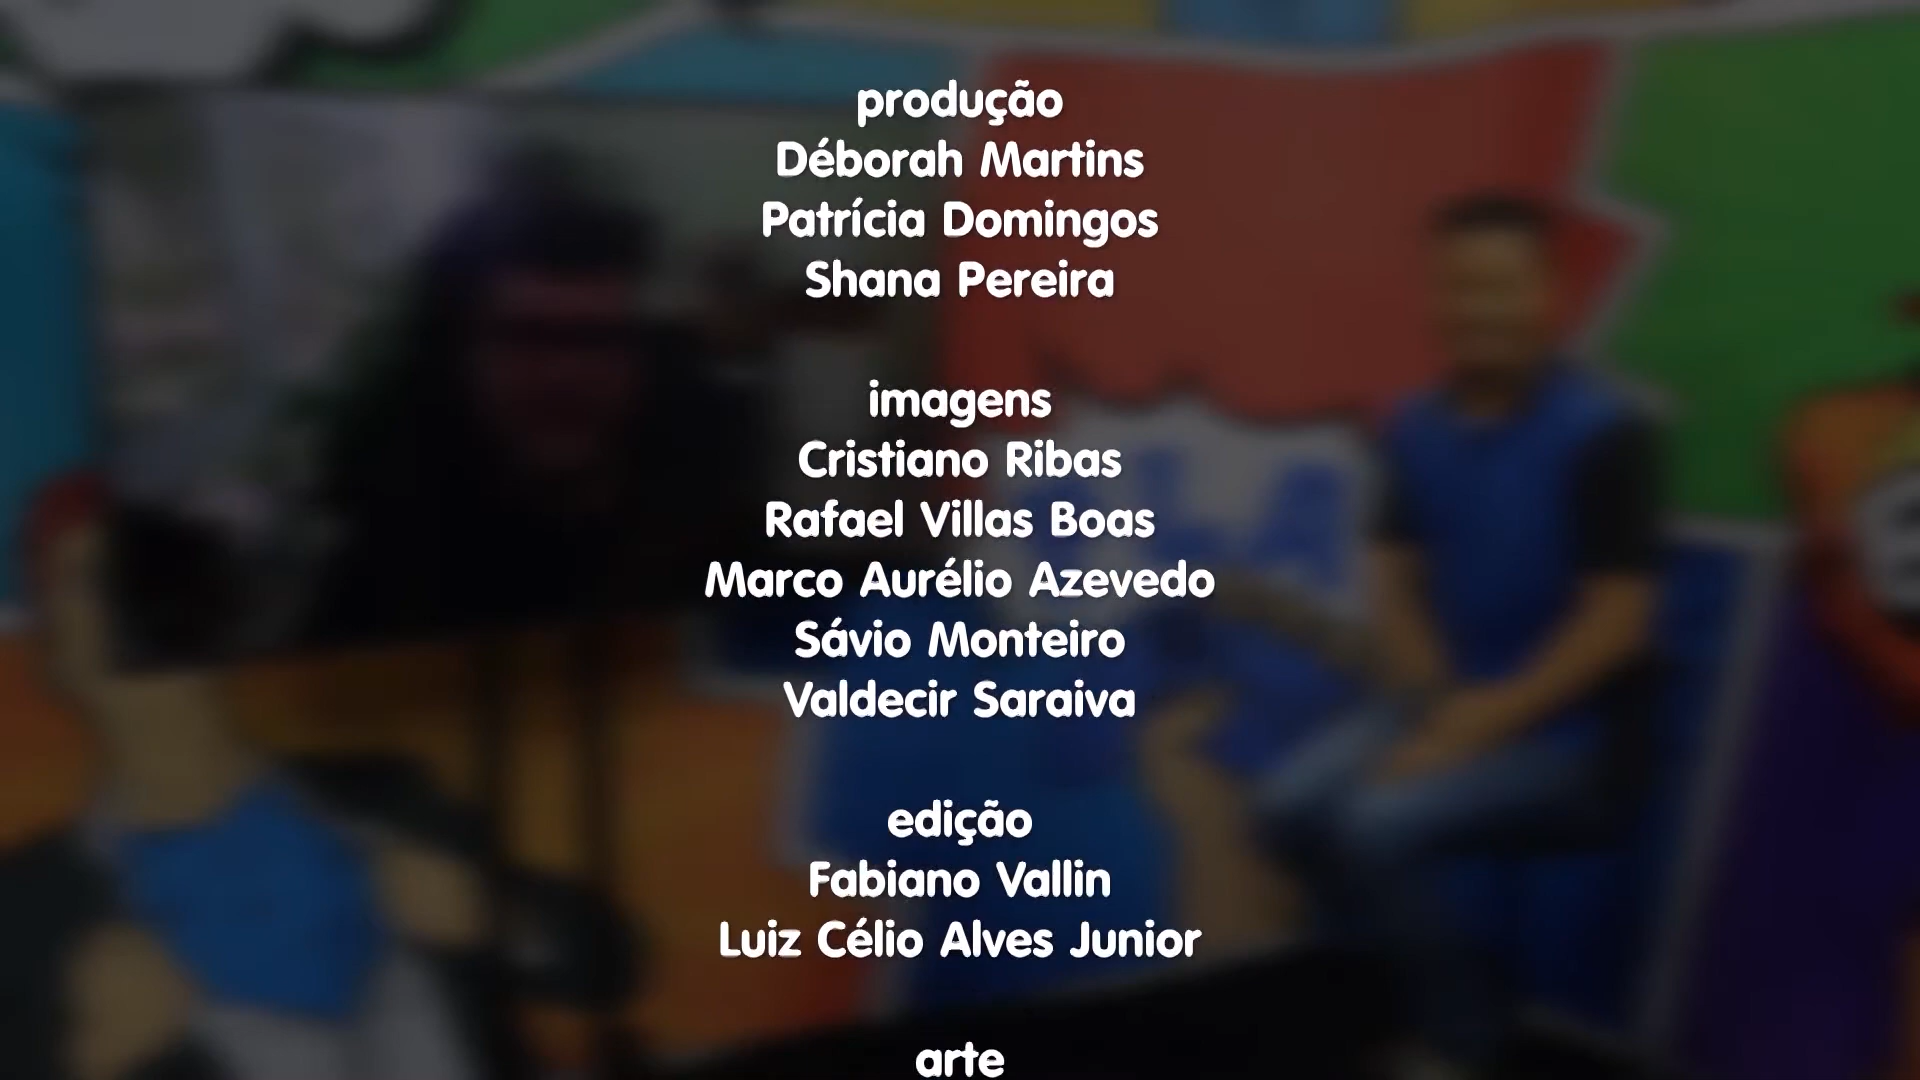 produção
Déborah Martins
Patrícia Domingos
Shana Pereira
imagens
Cristiano Ribas
Rafael Villas Boas
Marco Aurélio Azevedo
Sávio Monteiro
Valdecir Saraiva
edição
Fabiano Vallin
Luiz Célio Alves Junior
arte